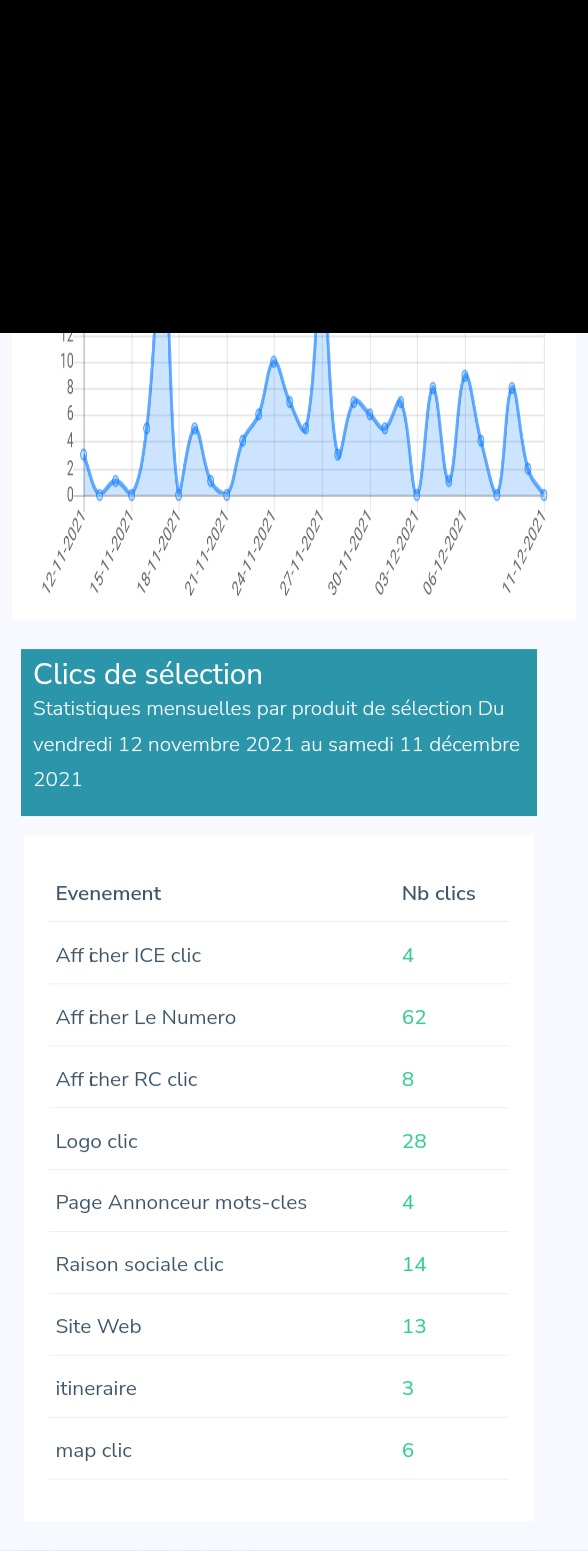 12
10
8
6
4
2
0
12-11-2021
15-11-2021
18-11-2021
21-11-2021
24-11-2021
27-11-2021
30-11-2021
03-12-2021
06-12-2021
11-12-2021
Clics de sélection
Statistiques mensuelles par produit de sélection Du
vendredi 12 novembre 2021 au samedi 11 décembre
2021
Evenement Nb clics
Afficher ICE clic 4
Afficher Le Numero 62
Afficher RC clic 8
Logo clic 28
Page Annonceur mots-cles 4
Raison sociale clic 14
Site Web 13
itineraire 3
map clic 6